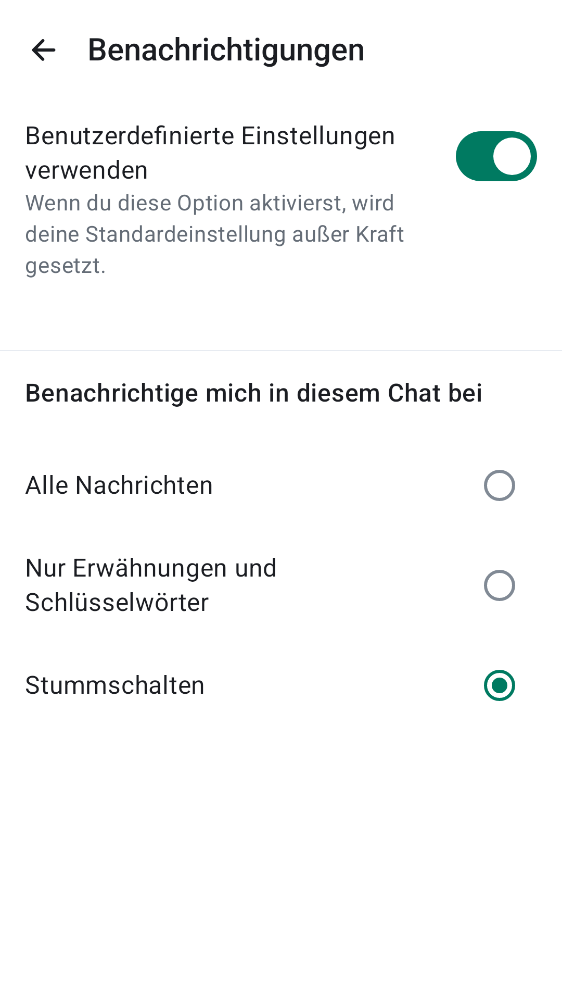 Benachrichtigungen
Benutzerdefinierte Einstellungen
verwenden
Wenn du diese Option aktivierst, wird
deine Standardeinstellung außer Kraft
gesetzt.
Benachrichtige mich in diesem Chat bei
Alle Nachrichten
Nur Erwähnungen und
Schlüsselwörter
Stummschalten